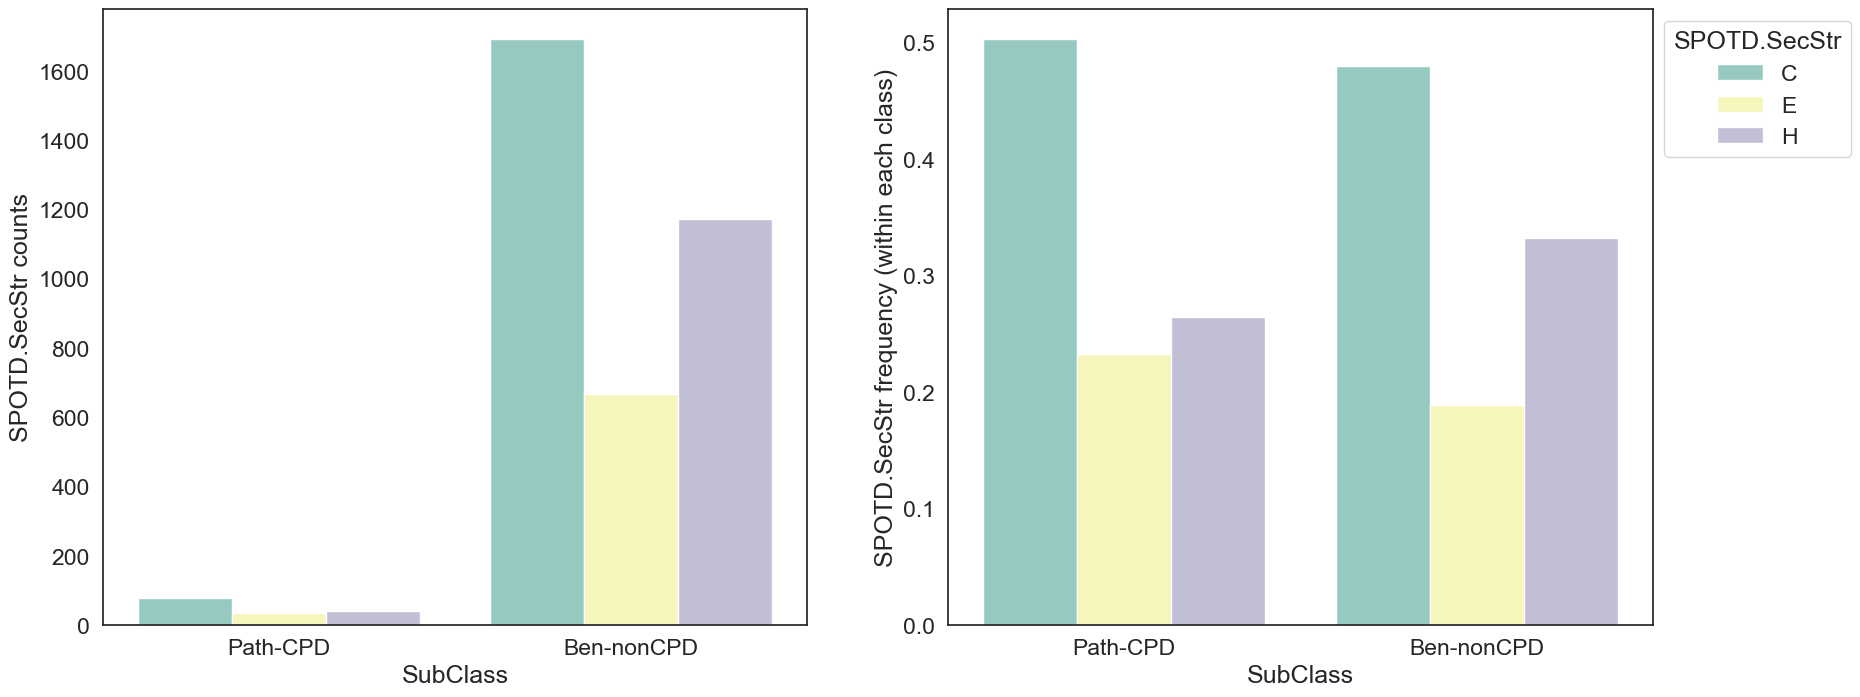 SPOTD.SecStr counts
1600
1400
1200
1000
800
600
400
200
0
Path-CPD
Ben-nonCPD
SubClass
SPOTD.SecStr frequency (within each class)
0.5
0.4
0.3
0.2
0.1
0.0
Path-CPD
Ben-nonCPD
SubClass
SPOTD.SecStr
C
E
H